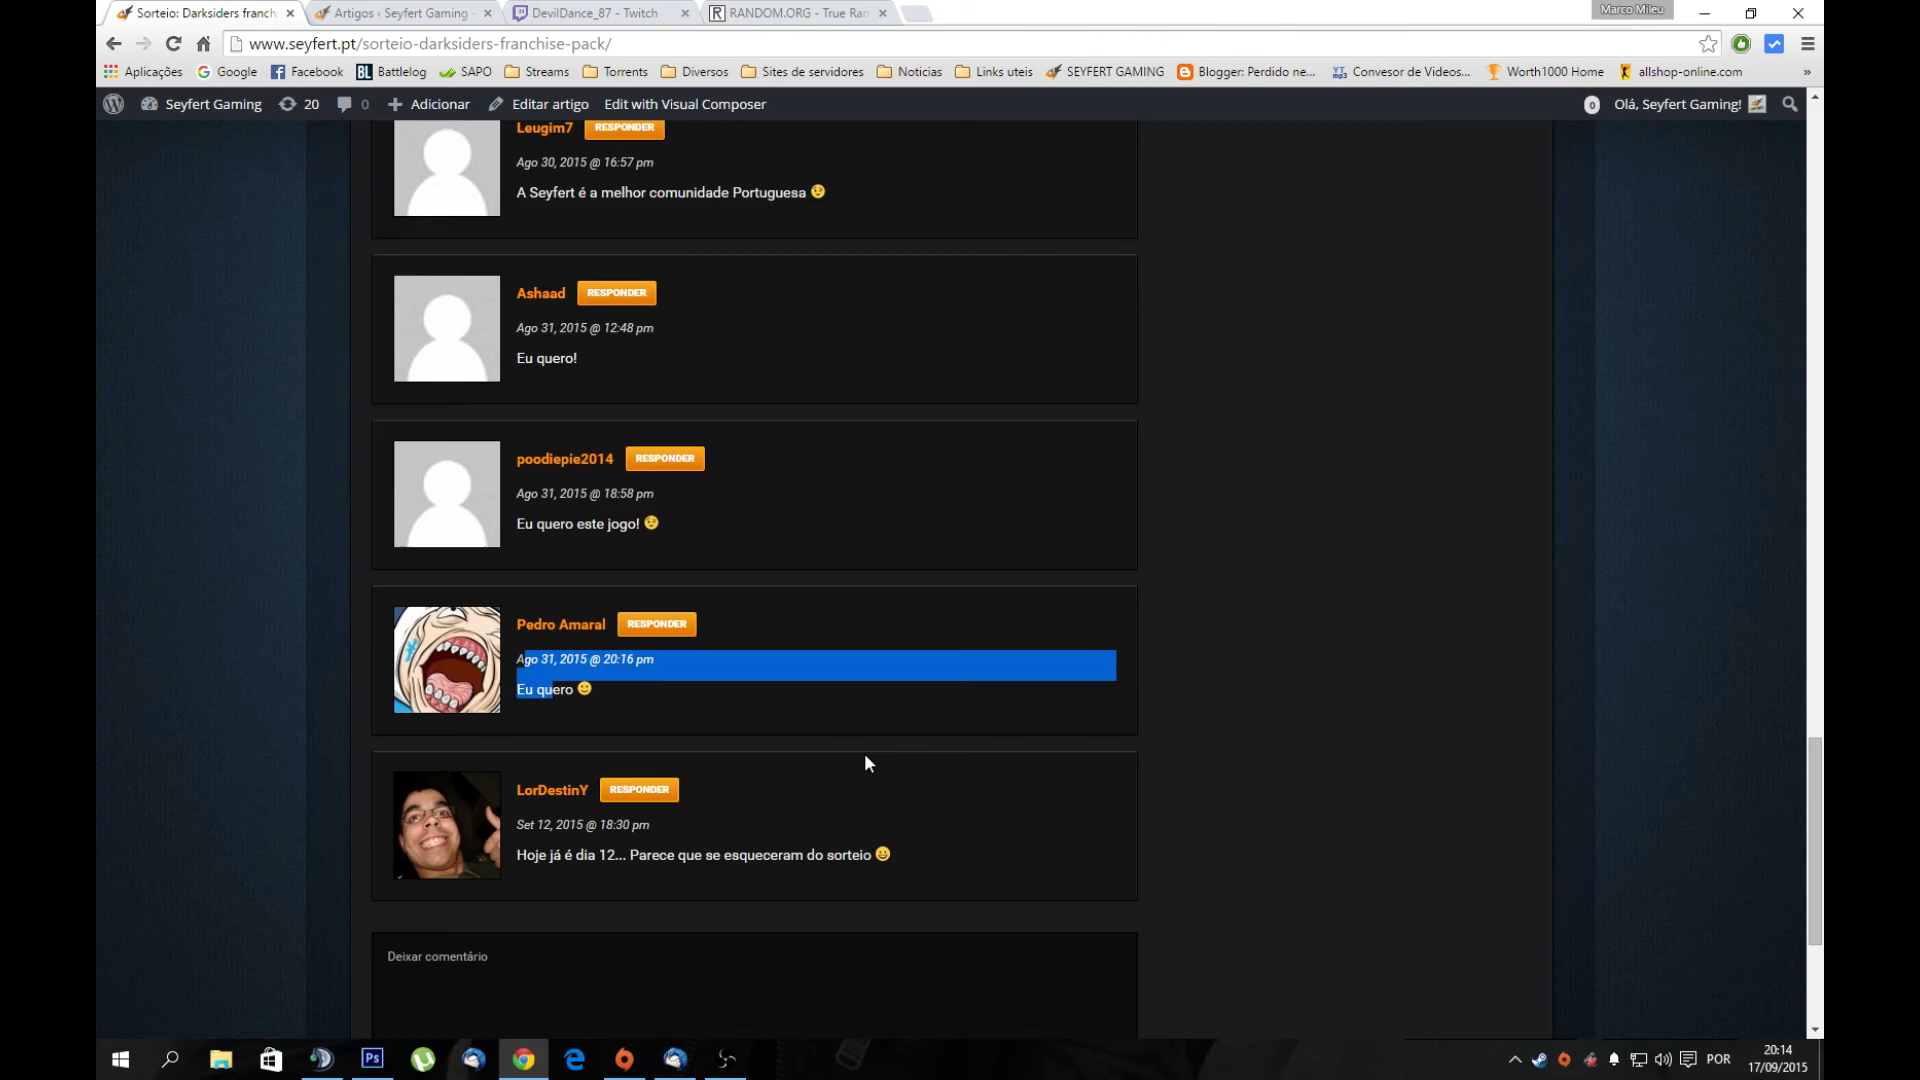 Sorteio: Darksiders franch
Artigos ‹ Seyfert Gaming
DevilDance_87 - Twitch
RANDOM.ORG - True Ran
Marco Mileu
www.seyfert.pt/sorteio-darksiders-franchise-pack/
Aplicações Google Facebook Battlelog SAPO Streams Torrents Diversos Sites de servidores Noticias Links uteis SEYFERT GAMING Blogger: Perdido ne... Convesor de Videos... Worth1000 Home allshop-online.com »
Seyfert Gaming 20 0 Adicionar Editar artigo Edit with Visual Composer 0 Olá, Seyfert Gaming!
Leugim7 RESPONDER
Ago 30, 2015 @ 16:57 pm
A Seyfert é a melhor comunidade Portuguesa 😉
Ashaad RESPONDER
Ago 31, 2015 @ 12:48 pm
Eu quero!
poodiepie2014 RESPONDER
Ago 31, 2015 @ 18:58 pm
Eu quero este jogo! 😉
Pedro Amaral RESPONDER
Ago 31, 2015 @ 20:16 pm
Eu quero 🙂
LorDestinY RESPONDER
Set 12, 2015 @ 18:30 pm
Hoje já é dia 12... Parece que se esqueceram do sorteio 😀
Deixar comentário
Ps
POR
20:14
17/09/2015